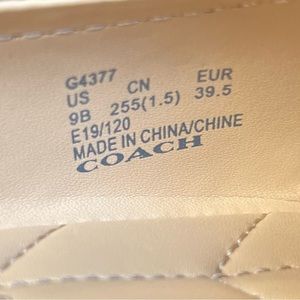 G4377
US CN EUR
9B 255(1.5) 39.5
E19/120
MADE IN CHINA/CHINE
COACH